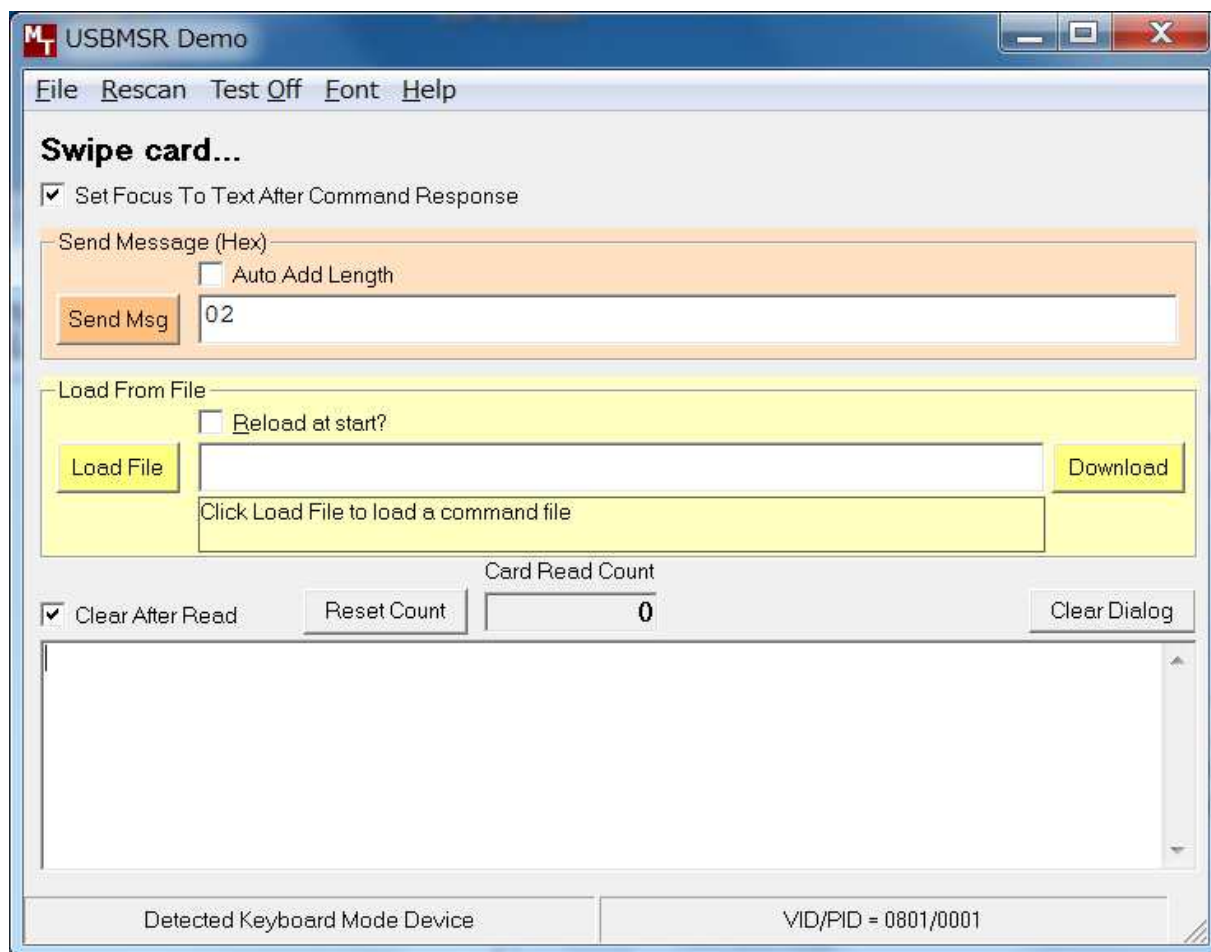 MT USBMSR Demo
File Rescan Test Off Font Help
Swipe card...
Set Focus To Text After Command Response
Send Message (Hex)
Auto Add Length
Send Msg 02
Load From File
Reload at start?
Load File Download
Click Load File to load a command file
Card Read Count
Clear After Read Reset Count 0 Clear Dialog
Detected Keyboard Mode Device VID/PID = 0801/0001